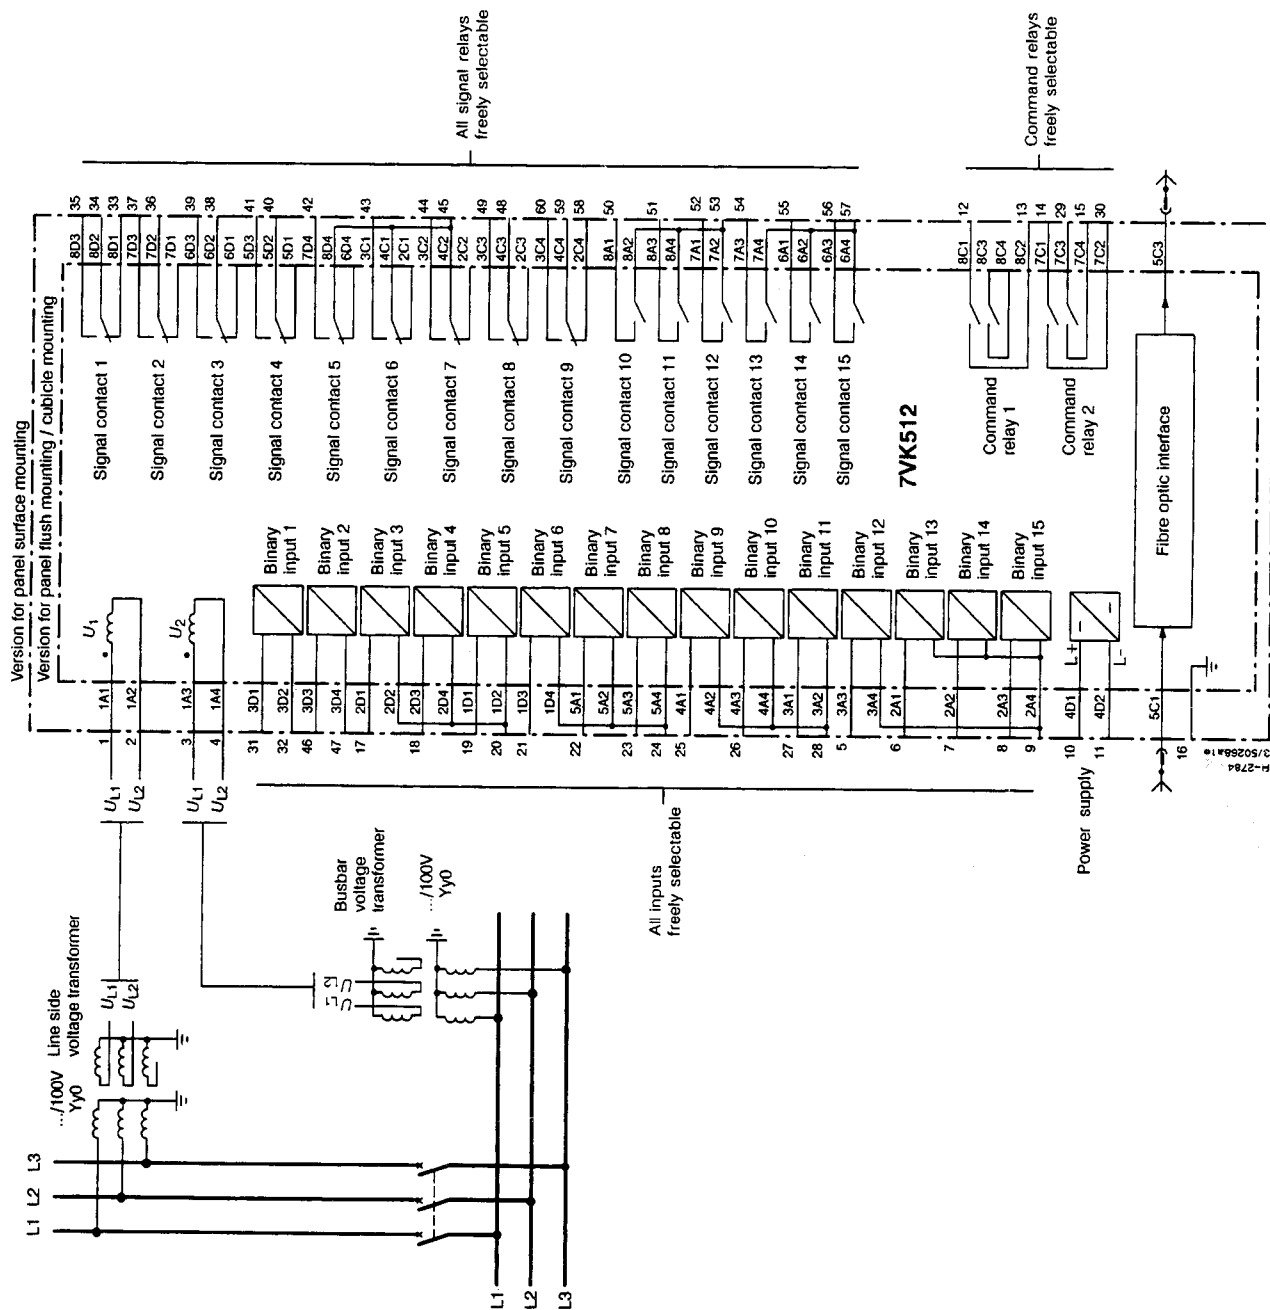 Version for panel surface mounting
Version for panel flush mounting / cubicle mounting
L1
L2
L3
.../100V
Yy0
Line side
voltage transformer
UL1
UL2
Busbar
voltage
transformer
.../100V
Yy0
UL1
UL2
L1
L2
L3
UL1
UL2
UL1
UL2
1
2
3
4
1A1
1A2
1A3
1A4
U1
U2
31
32
46
47
17
18
19
20
21
22
23
24
25
26
27
28
5
6
7
8
9
10
11
16
3D1
3D2
3D3
3D4
2D1
2D2
2D3
2D4
1D1
1D2
1D3
1D4
5A1
5A2
5A3
5A4
4A1
4A2
4A3
4A4
3A1
3A2
3A3
3A4
2A1
2A2
2A3
2A4
4D1
4D2
5C1
All inputs
freely selectable
Power supply
L+
L-
Binary
input 1
Binary
input 2
Binary
input 3
Binary
input 4
Binary
input 5
Binary
input 6
Binary
input 7
Binary
input 8
Binary
input 9
Binary
input 10
Binary
input 11
Binary
input 12
Binary
input 13
Binary
input 14
Binary
input 15
7VK512
Fibre optic interface
Signal contact 1
Signal contact 2
Signal contact 3
Signal contact 4
Signal contact 5
Signal contact 6
Signal contact 7
Signal contact 8
Signal contact 9
Signal contact 10
Signal contact 11
Signal contact 12
Signal contact 13
Signal contact 14
Signal contact 15
Command
relay 1
Command
relay 2
8D3
8D2
8D1
7D3
7D2
7D1
6D3
6D2
6D1
5D3
5D2
5D1
7D4
8D4
6D4
3C1
4C1
2C1
3C2
4C2
2C2
3C3
4C3
2C3
3C4
4C4
2C4
8A1
8A2
8A3
8A4
7A1
7A2
7A3
7A4
6A1
6A2
6A3
6A4
8C1
8C3
8C4
8C2
7C1
7C3
7C4
7C2
5C3
35
34
33
37
36
39
38
41
40
42
43
44
45
49
48
60
59
58
50
51
52
53
54
55
56
57
12
13
14
29
15
30
All signal relays
freely selectable
Command relays
freely selectable